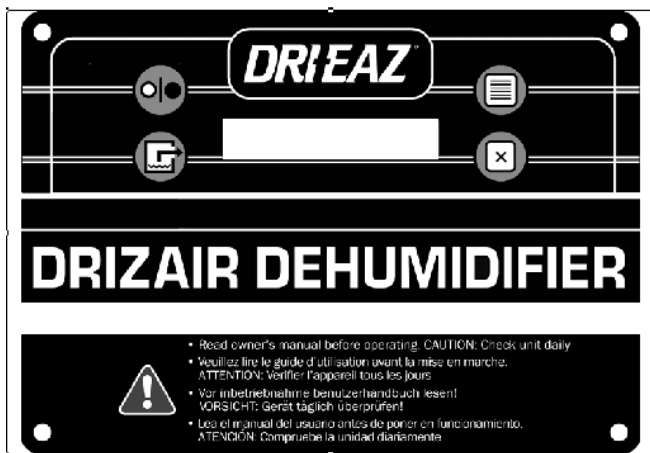 DRI-EAZ
DRIZAIR DEHUMIDIFIER
• Read owner's manual before operating. CAUTION: Check unit daily
• Veuillez lire le guide d'utilisation avant la mise en marche.
ATTENTION: Verifier l'appareil tous les jours
• Vor inbetriebnahme benutzerhandbuch lesen!
VORSICHT: Gerät täglich überprüfen!
• Lea el manual del usuario antes de poner en funcionamiento.
ATENCIÓN: Compruebe la unidad diariamente